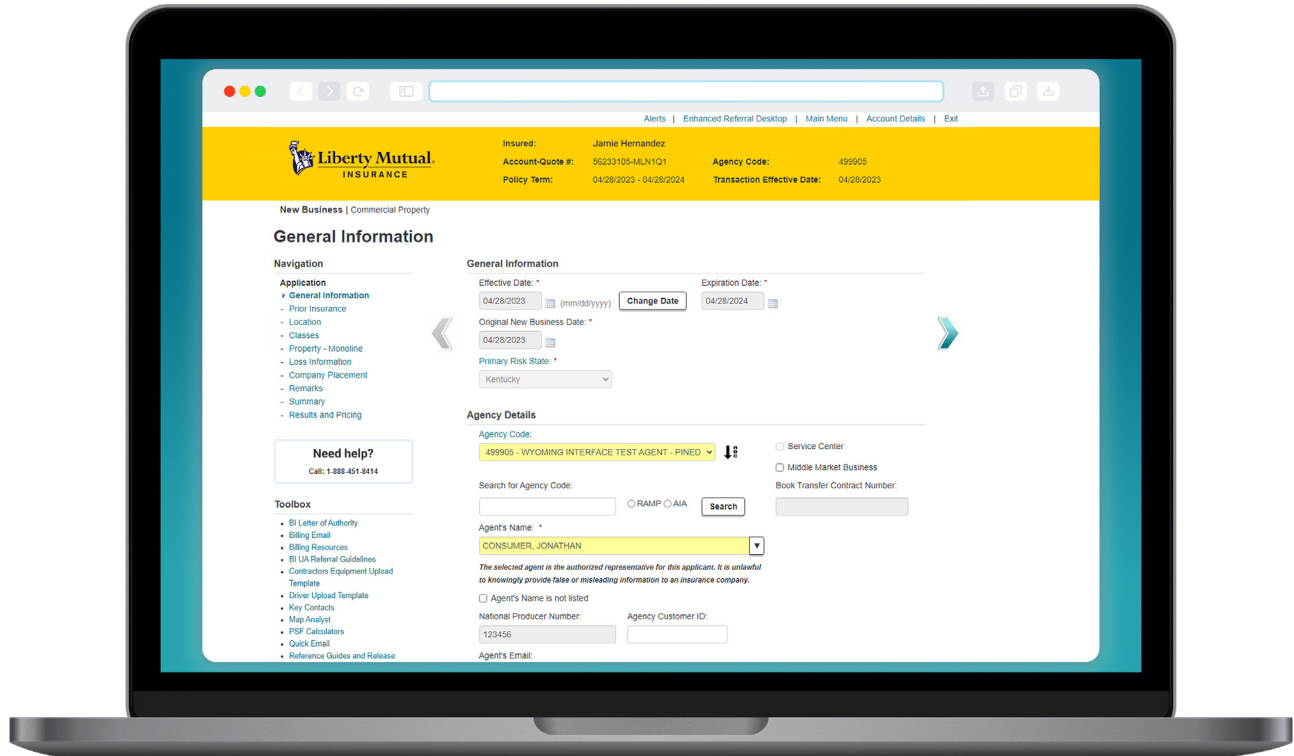 Alerts | Enhanced Referral Desktop | Main Menu | Account Details | Exit
Liberty Mutual.
INSURANCE
Insured: Jamie Hernandez
Account-Quote #: 56233105-MLN1Q1 Agency Code: 499905
Policy Term: 04/28/2023 - 04/28/2024 Transaction Effective Date: 04/28/2023
New Business | Commercial Property
General Information
Navigation
Application
› General Information
- Prior Insurance
- Location
- Classes
- Property - Monoline
- Loss Information
- Company Placement
- Remarks
- Summary
- Results and Pricing
Need help?
Call: 1-888-451-8414
Toolbox
• BI Letter of Authority
• Billing Email
• Billing Resources
• BI UA Referral Guidelines
• Contractors Equipment Upload
Template
• Driver Upload Template
• Key Contacts
• Map Analyst
• PSF Calculators
• Quick Email
• Reference Guides and Release
General Information
Effective Date: * Expiration Date: *
04/28/2023 (mm/dd/yyyy) Change Date 04/28/2024
Original New Business Date: *
04/28/2023
Primary Risk State: *
Kentucky
Agency Details
Agency Code:
499905 - WYOMING INTERFACE TEST AGENT - PINED
Service Center
Middle Market Business
Search for Agency Code: Book Transfer Contract Number:
RAMP AIA Search
Agent's Name: *
CONSUMER, JONATHAN
The selected agent is the authorized representative for this applicant. It is unlawful
to knowingly provide false or misleading information to an insurance company.
Agent's Name is not listed
National Producer Number: Agency Customer ID:
123456
Agent's Email: